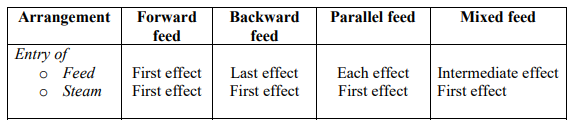 Arrangement Forward feed Backward feed Parallel feed Mixed feed
Entry of
o Feed First effect Last effect Each effect Intermediate effect
o Steam First effect First effect First effect First effect